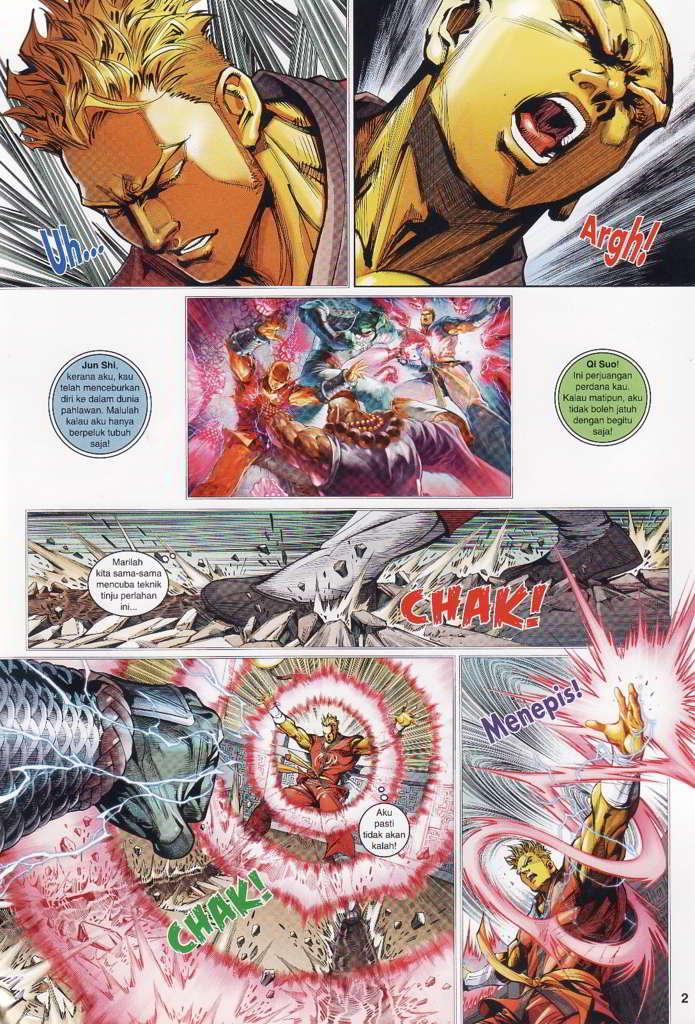 Uh...
Argh!
Jun Shi,
kerana aku, kau
telah menceburkan
diri ke dalam dunia
pahlawan. Malulah
kalau aku hanya
berpeluk tubuh
saja!
Qi Suo!
Ini perjuangan
perdana kau.
Kalau matipun, aku
tidak boleh jatuh
dengan begitu
saja!
Marilah
kita sama-sama
mencuba teknik
tinju perlahan
ini...
CHAK!
Aku
pasti
tidak akan
kalah!
CHAK!
Menepis!
2